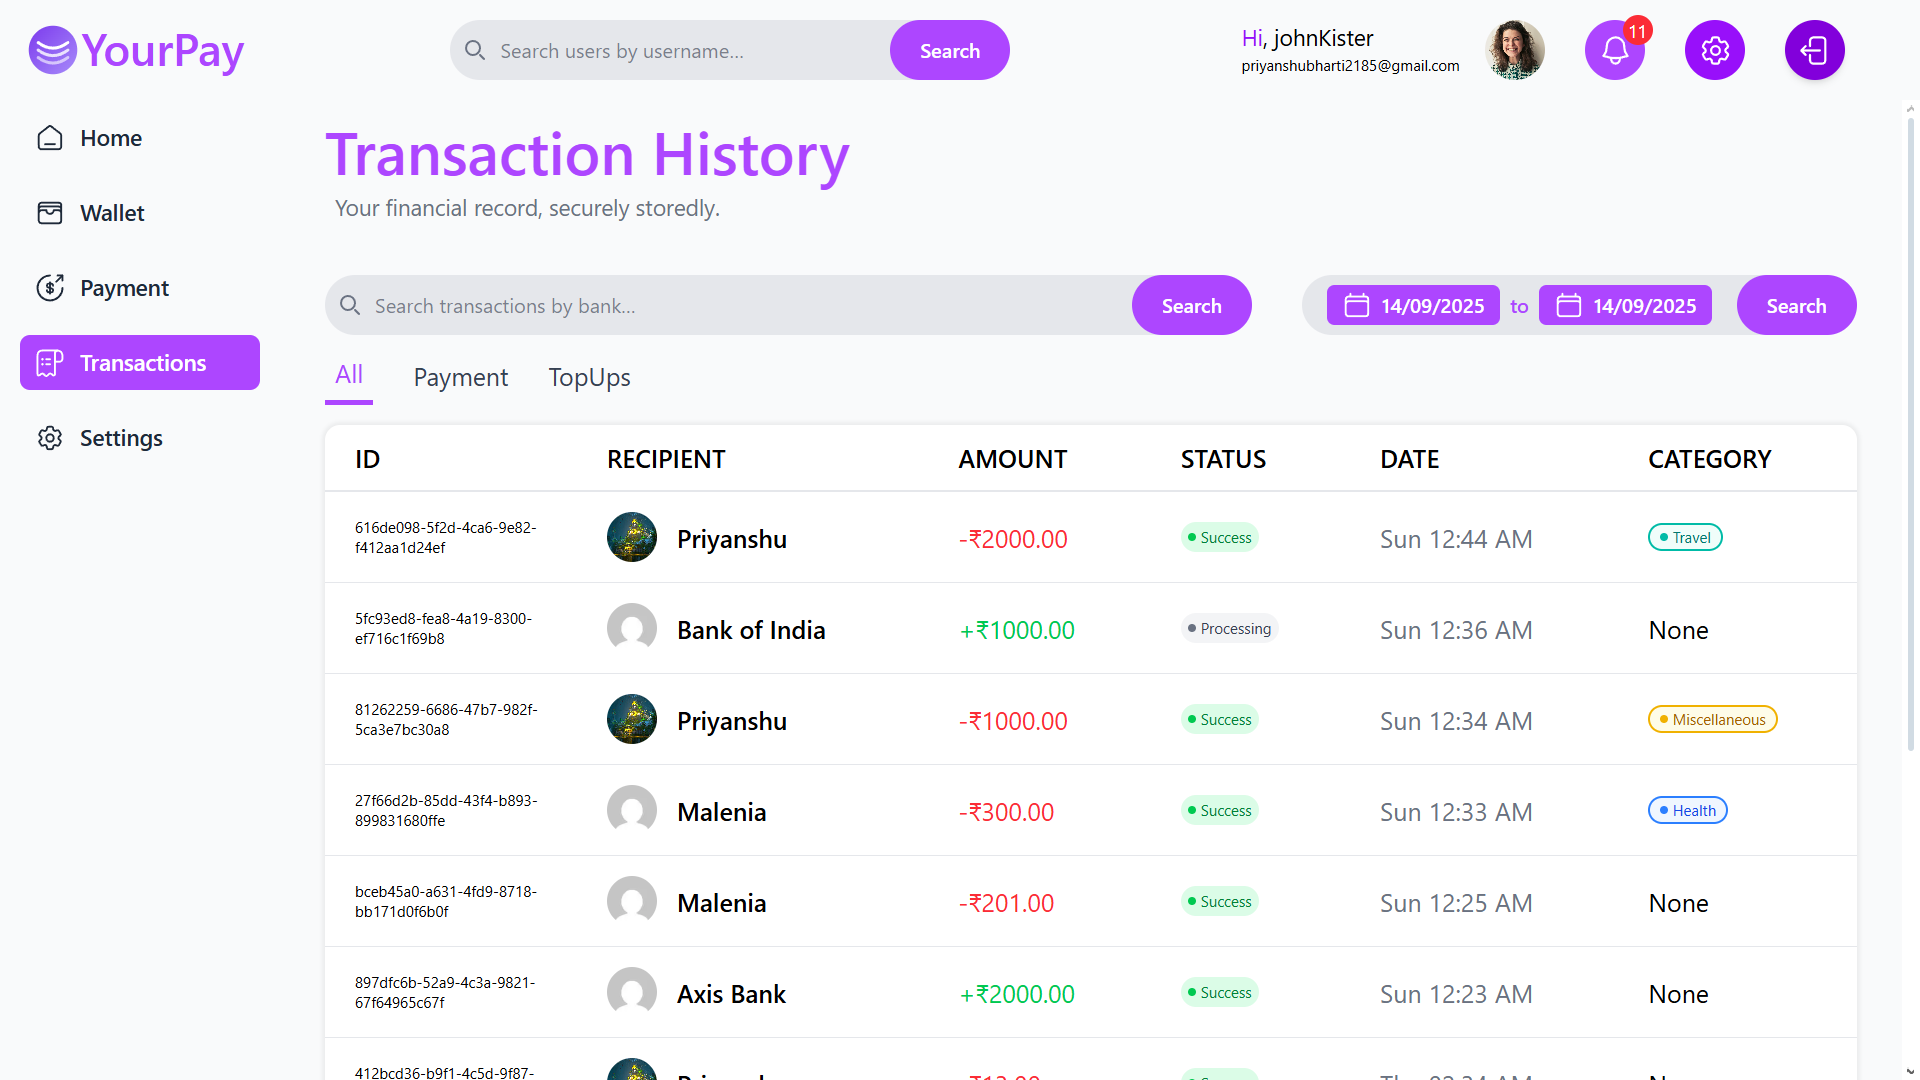 YourPay
Search users by username...
Search
Hi, johnKister
priyanshubharti2185@gmail.com
11
Home
Wallet
Payment
Transactions
Settings
Transaction History
Your financial record, securely storedly.
Search transactions by bank...
Search
14/09/2025 to 14/09/2025
Search
All Payment TopUps
ID RECIPIENT AMOUNT STATUS DATE CATEGORY
616de098-5f2d-4ca6-9e82-
f412aa1d24ef
Priyanshu -₹2000.00 Success Sun 12:44 AM Travel
5fc93ed8-fea8-4a19-8300-
ef716c1f69b8
Bank of India +₹1000.00 Processing Sun 12:36 AM None
81262259-6686-47b7-982f-
5ca3e7bc30a8
Priyanshu -₹1000.00 Success Sun 12:34 AM Miscellaneous
27f66d2b-85dd-43f4-b893-
899831680ffe
Malenia -₹300.00 Success Sun 12:33 AM Health
bceb45a0-a631-4fd9-8718-
bb171d0f6b0f
Malenia -₹201.00 Success Sun 12:25 AM None
897dfc6b-52a9-4c3a-9821-
67f64965c67f
Axis Bank +₹2000.00 Success Sun 12:23 AM None
412bcd36-b9f1-4c5d-9f87-